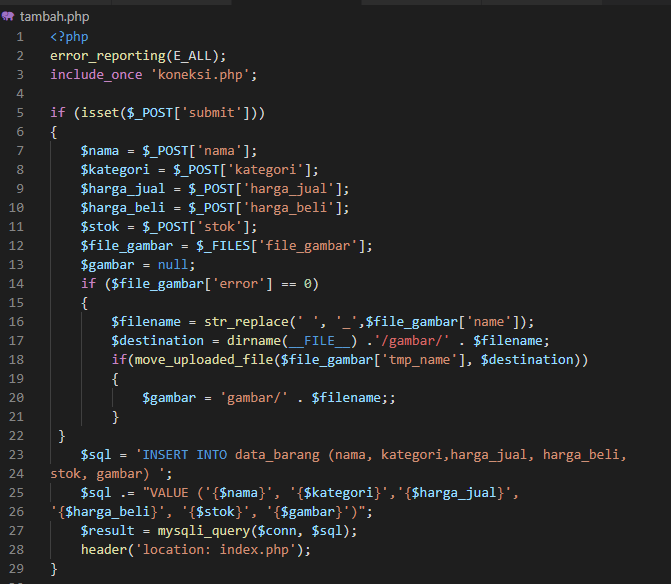 tambah.php
1 <?php
2 error_reporting(E_ALL);
3 include_once 'koneksi.php';
4
5 if (isset($_POST['submit']))
6 {
7 $nama = $_POST['nama'];
8 $kategori = $_POST['kategori'];
9 $harga_jual = $_POST['harga_jual'];
10 $harga_beli = $_POST['harga_beli'];
11 $stok = $_POST['stok'];
12 $file_gambar = $_FILES['file_gambar'];
13 $gambar = null;
14 if ($file_gambar['error'] == 0)
15 {
16 $filename = str_replace(' ', '_',$file_gambar['name']);
17 $destination = dirname(__FILE__) .'/gambar/' . $filename;
18 if(move_uploaded_file($file_gambar['tmp_name'], $destination))
19 {
20 $gambar = 'gambar/' . $filename;;
21 }
22 }
23 $sql = 'INSERT INTO data_barang (nama, kategori,harga_jual, harga_beli,
24 stok, gambar) ';
25 $sql .= "VALUE ('{$nama}', '{$kategori}','{$harga_jual}',
26 '{$harga_beli}', '{$stok}', '{$gambar}')";
27 $result = mysqli_query($conn, $sql);
28 header('location: index.php');
29 }